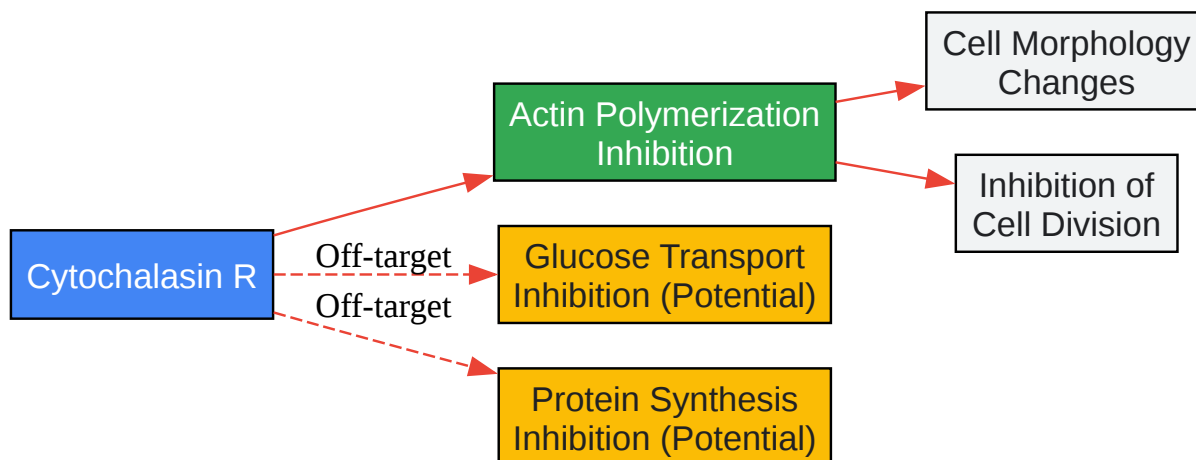 Cell Morphology
Changes
Actin Polymerization
Inhibition
Inhibition of
Cell Division
Cytochalasin R
Off-target
Glucose Transport
Inhibition (Potential)
Off-target
Protein Synthesis
Inhibition (Potential)